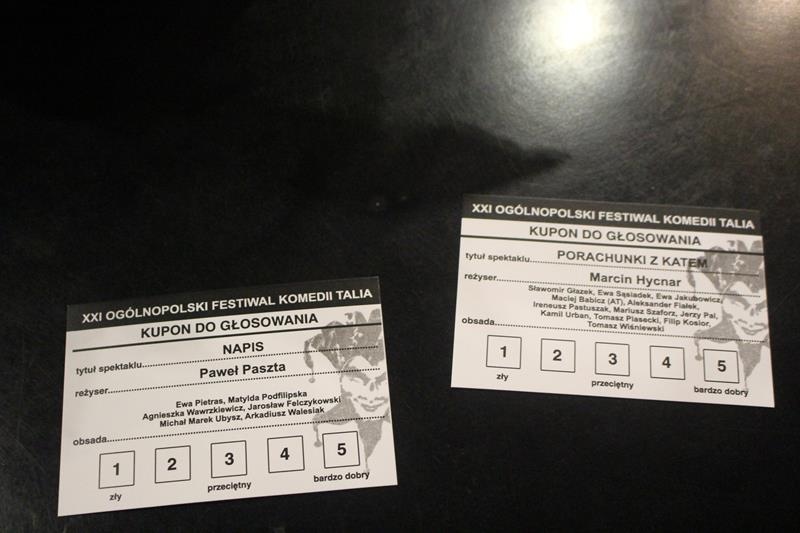 XXI OGÓLNOPOLSKI FESTIWAL KOMEDII TALIA
KUPON DO GŁOSOWANIA
tytuł spektaklu NAPIS
reżyser Paweł Paszta
Ewa Pietras, Matylda Podfilipska
Agnieszka Wawrzkiewicz, Jarosław Felczykowski
Michał Marek Ubysz, Arkadiusz Walesiak
obsada
1 2 3 4 5
zły przeciętny bardzo dobry
XXI OGÓLNOPOLSKI FESTIWAL KOMEDII TALIA
KUPON DO GŁOSOWANIA
tytuł spektaklu PORACHUNKI Z KATEM
reżyser Marcin Hycnar
Sławomir Głazek, Ewa Sąsiadek, Ewa Jakubowicz,
Maciej Babicz (AT), Aleksander Fiałek,
Ireneusz Pastuszak, Mariusz Szaforz, Jerzy Pal,
Kamil Urban, Tomasz Piasecki, Filip Kosior,
obsada Tomasz Wiśniewski
1 2 3 4 5
zły przeciętny bardzo dobry